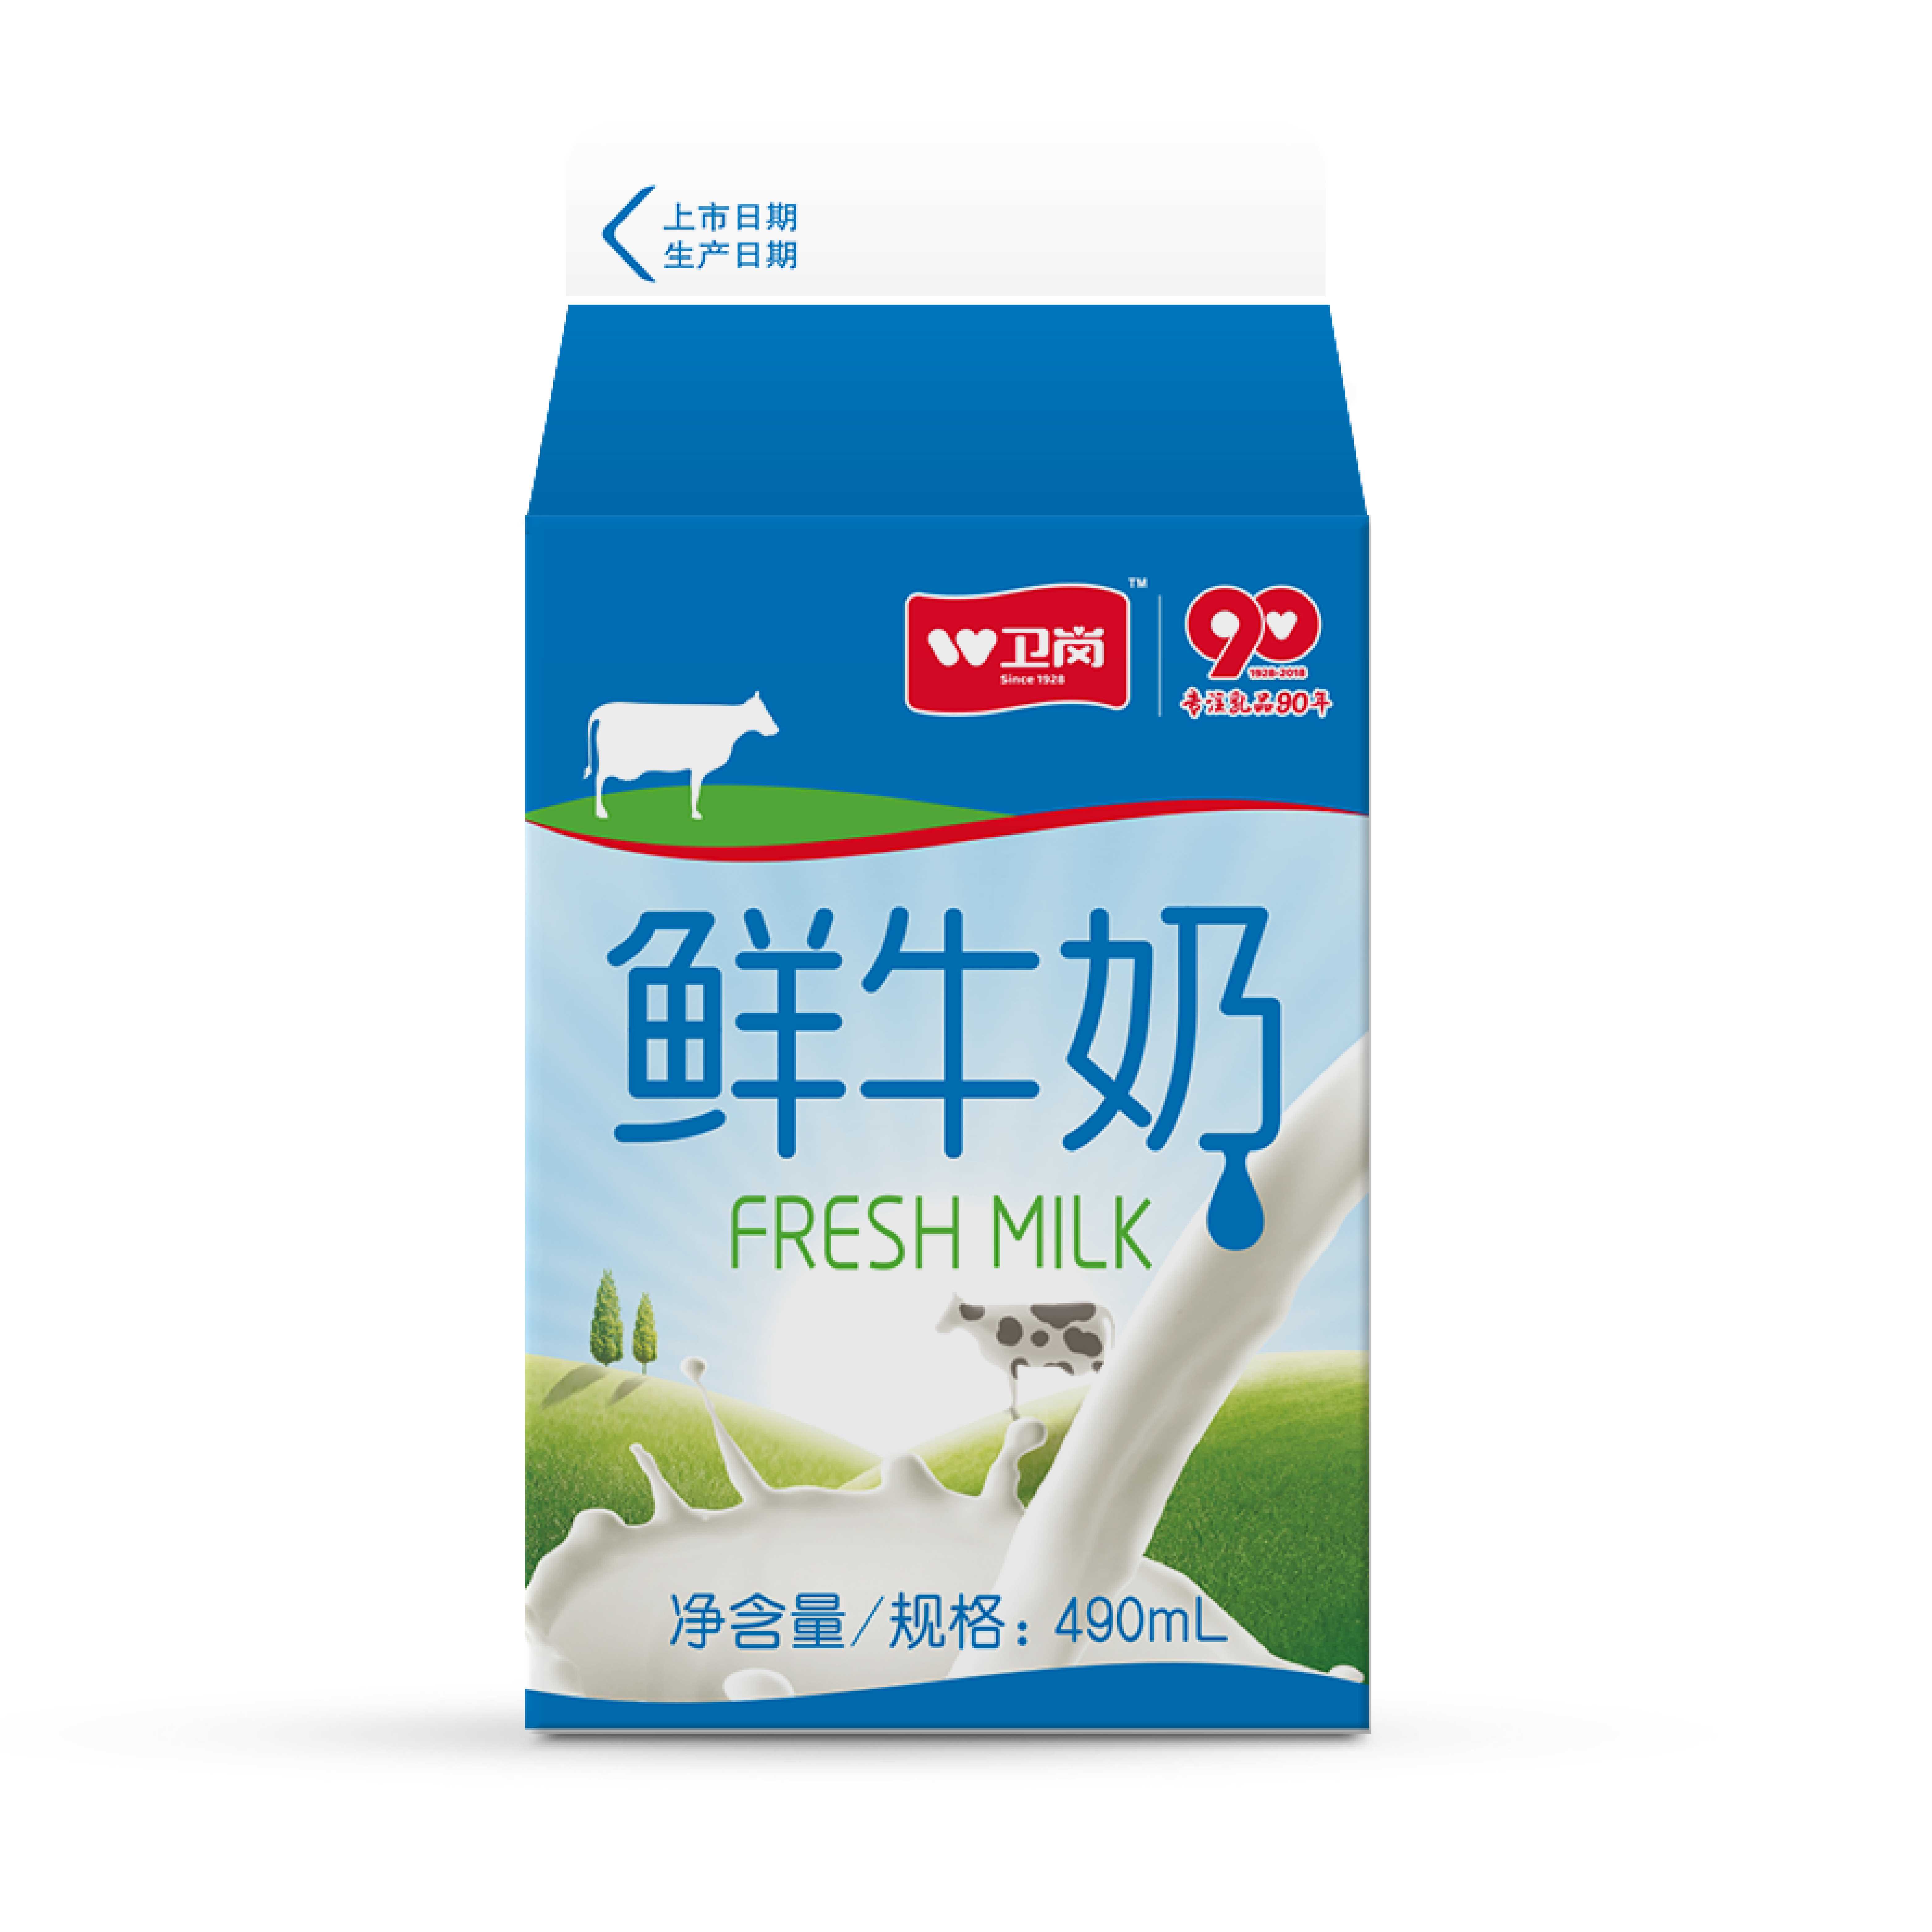 上市日期
生产日期
卫岗
TM
Since 1928
90
1928-2018
专注乳品90年
鲜牛奶
FRESH MILK
净含量/规格：490mL